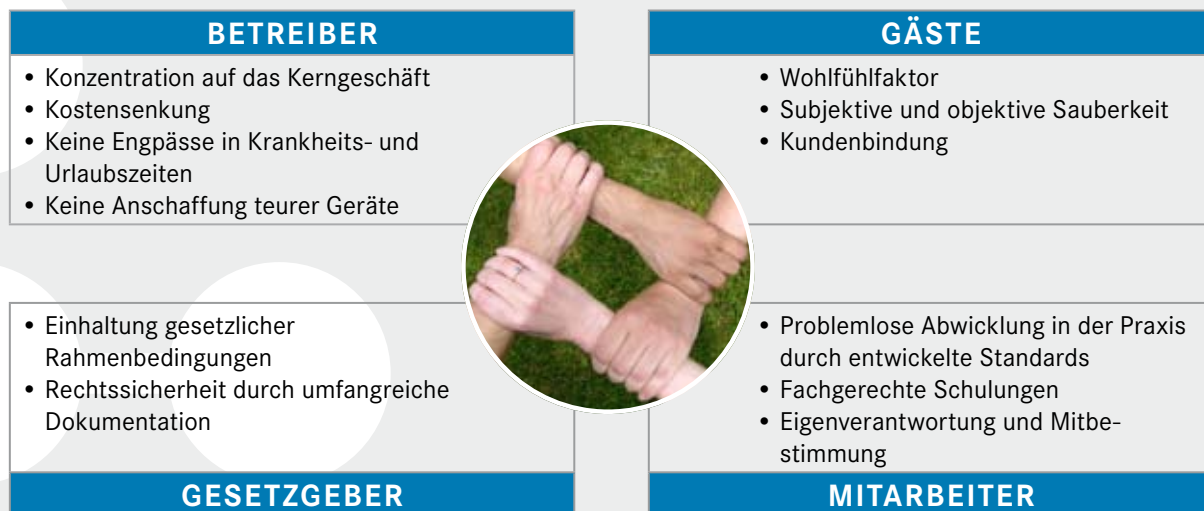 BETREIBER
• Konzentration auf das Kerngeschäft
• Kostensenkung
• Keine Engpässe in Krankheits- und
Urlaubszeiten
• Keine Anschaffung teurer Geräte
GÄSTE
• Wohlfühlfaktor
• Subjektive und objektive Sauberkeit
• Kundenbindung
• Einhaltung gesetzlicher
Rahmenbedingungen
• Rechtssicherheit durch umfangreiche
Dokumentation
GESETZGEBER
• Problemlose Abwicklung in der Praxis
durch entwickelte Standards
• Fachgerechte Schulungen
• Eigenverantwortung und Mitbe-
stimmung
MITARBEITER